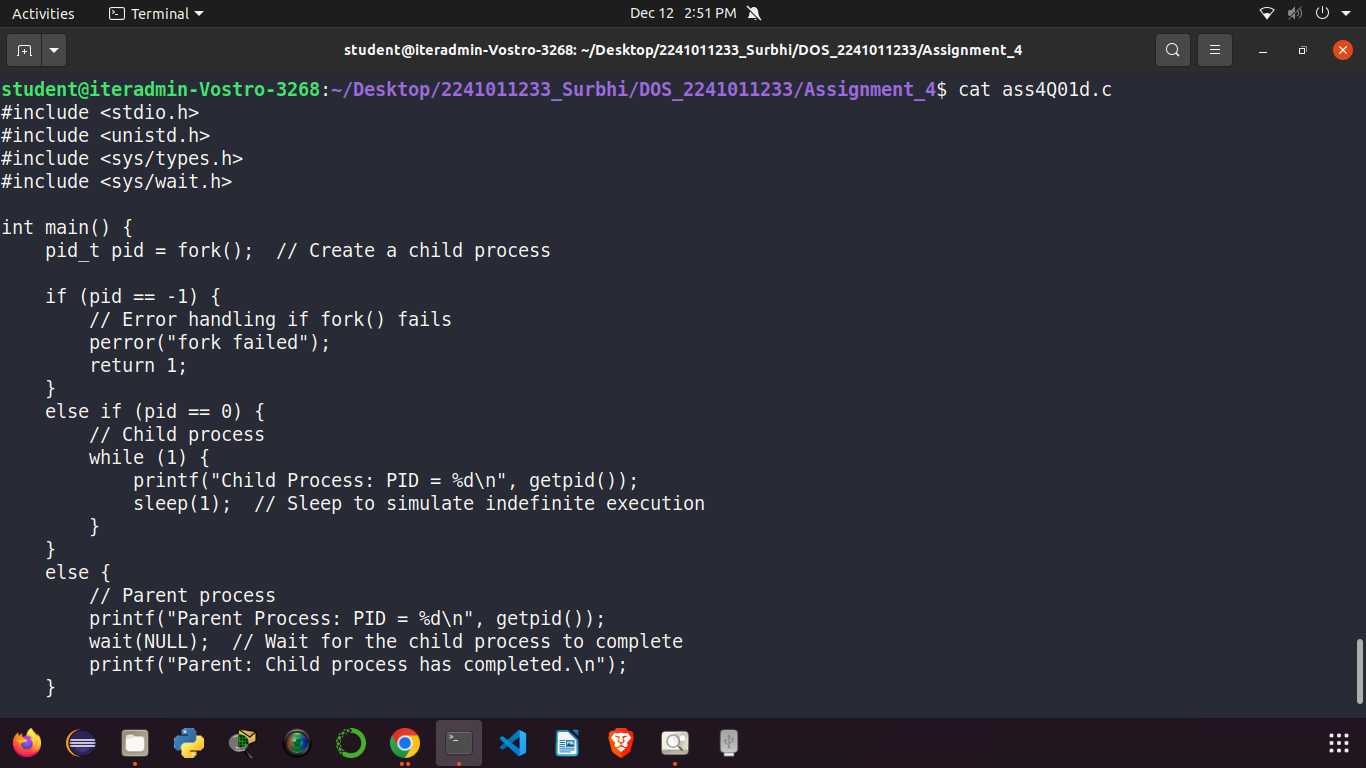 Activities Terminal Dec 12 2:51 PM
student@iteradmin-Vostro-3268: ~/Desktop/2241011233_Surbhi/DOS_2241011233/Assignment_4
student@iteradmin-Vostro-3268:~/Desktop/2241011233_Surbhi/DOS_2241011233/Assignment_4$ cat ass4Q01d.c
#include <stdio.h>
#include <unistd.h>
#include <sys/types.h>
#include <sys/wait.h>

int main() {
    pid_t pid = fork();  // Create a child process

    if (pid == -1) {
        // Error handling if fork() fails
        perror("fork failed");
        return 1;
    }
    else if (pid == 0) {
        // Child process
        while (1) {
            printf("Child Process: PID = %d\n", getpid());
            sleep(1);  // Sleep to simulate indefinite execution
        }
    }
    else {
        // Parent process
        printf("Parent Process: PID = %d\n", getpid());
        wait(NULL);  // Wait for the child process to complete
        printf("Parent: Child process has completed.\n");
    }